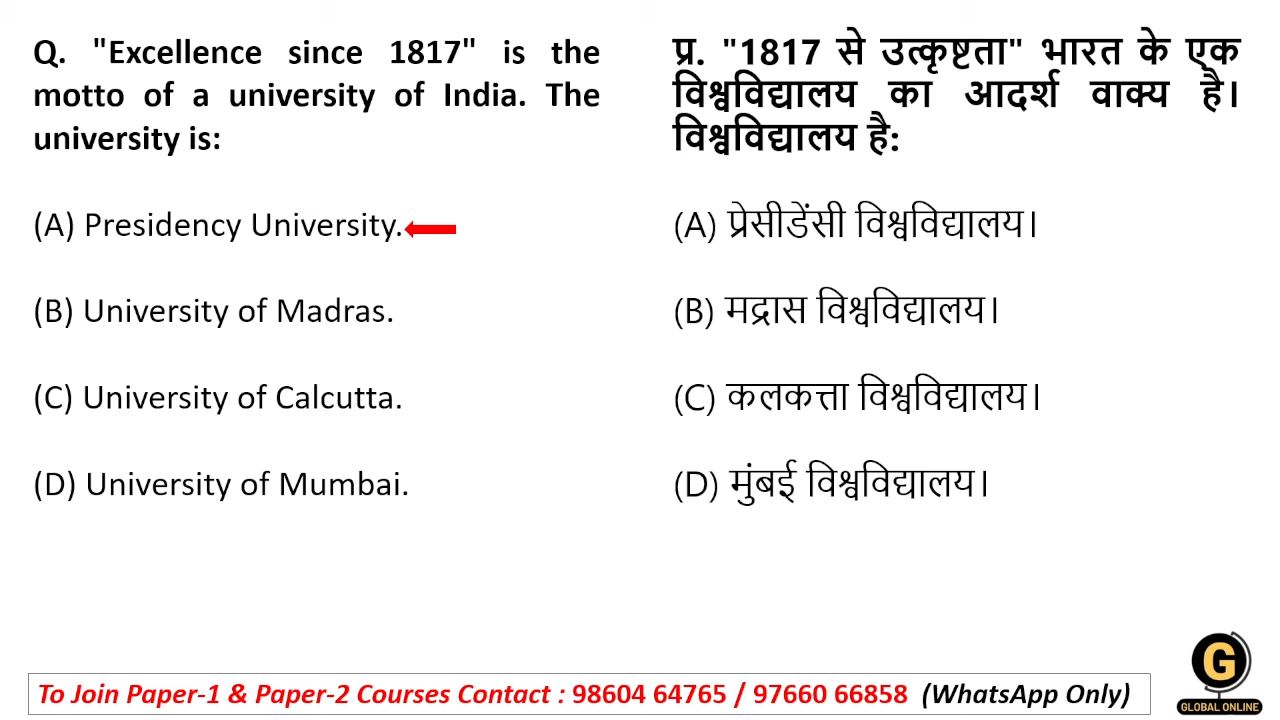 Q. "Excellence since 1817" is the
motto of a university of India. The
university is:
(A) Presidency University.
(B) University of Madras.
(C) University of Calcutta.
(D) University of Mumbai.
प्र. "1817 से उत्कृष्टता" भारत के एक
विश्वविद्यालय का आदर्श वाक्य है।
विश्वविद्यालय है:
(A) प्रेसीडेंसी विश्वविद्यालय।
(B) मद्रास विश्वविद्यालय।
(C) कलकत्ता विश्वविद्यालय।
(D) मुंबई विश्वविद्यालय।
To Join Paper-1 & Paper-2 Courses Contact : 98604 64765 / 97660 66858 (WhatsApp Only)
G
GLOBAL ONLINE